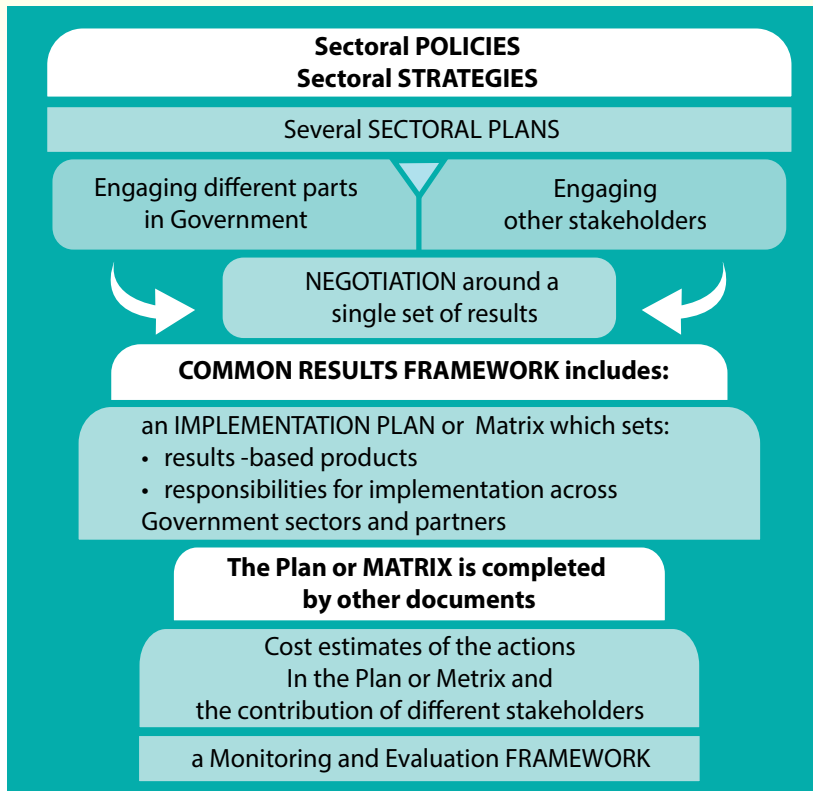 Sectoral POLICIES
Sectoral STRATEGIES
Several SECTORAL PLANS
Engaging different parts
in Government
Engaging
other stakeholders
NEGOTIATION around a
single set of results
COMMON RESULTS FRAMEWORK includes:
an IMPLEMENTATION PLAN or Matrix which sets:
• results -based products
• responsibilities for implementation across
Government sectors and partners
The Plan or MATRIX is completed
by other documents
Cost estimates of the actions
In the Plan or Metrix and
the contribution of different stakeholders
a Monitoring and Evaluation FRAMEWORK